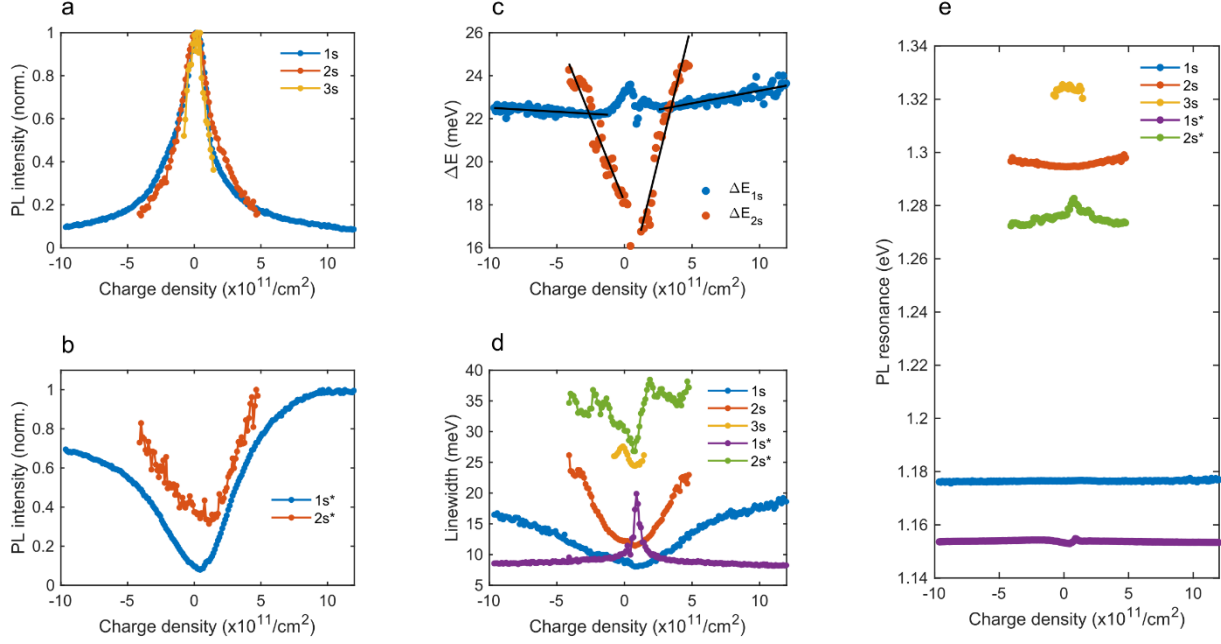 a
PL intensity (norm.)
1
0.8
0.6
0.4
0.2
0
-10
-5
0
5
10
Charge density (x10¹¹/cm²)
1s
2s
3s
c
ΔE (meV)
26
24
22
20
18
16
-10
-5
0
5
10
Charge density (x10¹¹/cm²)
ΔE₁ₛ
ΔE₂ₛ
b
PL intensity (norm.)
1
0.8
0.6
0.4
0.2
0
-10
-5
0
5
10
Charge density (x10¹¹/cm²)
1s*
2s*
d
Linewidth (meV)
40
35
30
25
20
15
10
5
-10
-5
0
5
10
Charge density (x10¹¹/cm²)
1s
2s
3s
1s*
2s*
e
PL resonance (eV)
1.34
1.32
1.3
1.28
1.26
1.24
1.22
1.2
1.18
1.16
1.14
-10
-5
0
5
10
Charge density (x10¹¹/cm²)
1s
2s
3s
1s*
2s*